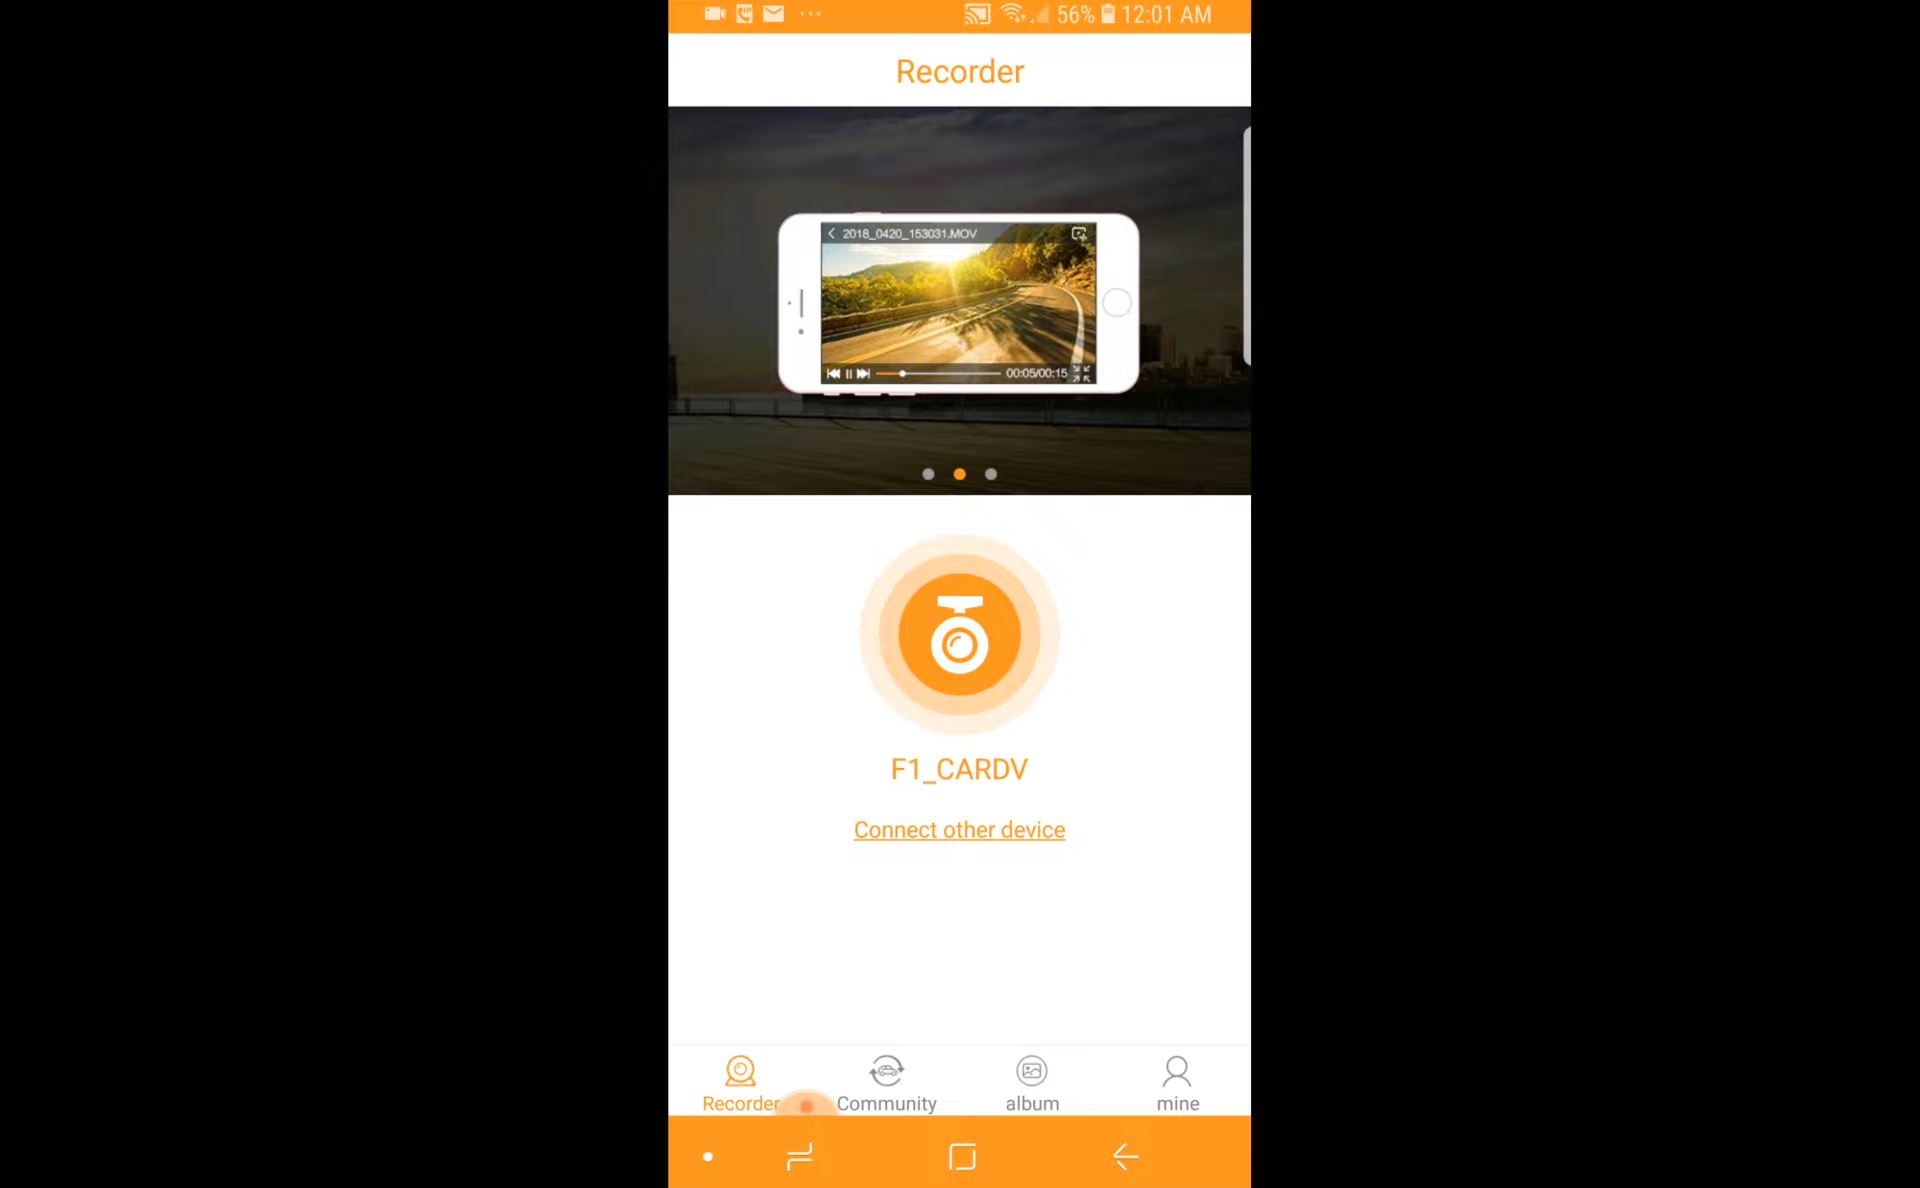 56% 12:01 AM
Recorder
2018_0420_153031.MOV
00:05/00:15
F1_CARDV
Connect other device
Recorder
Community
album
mine